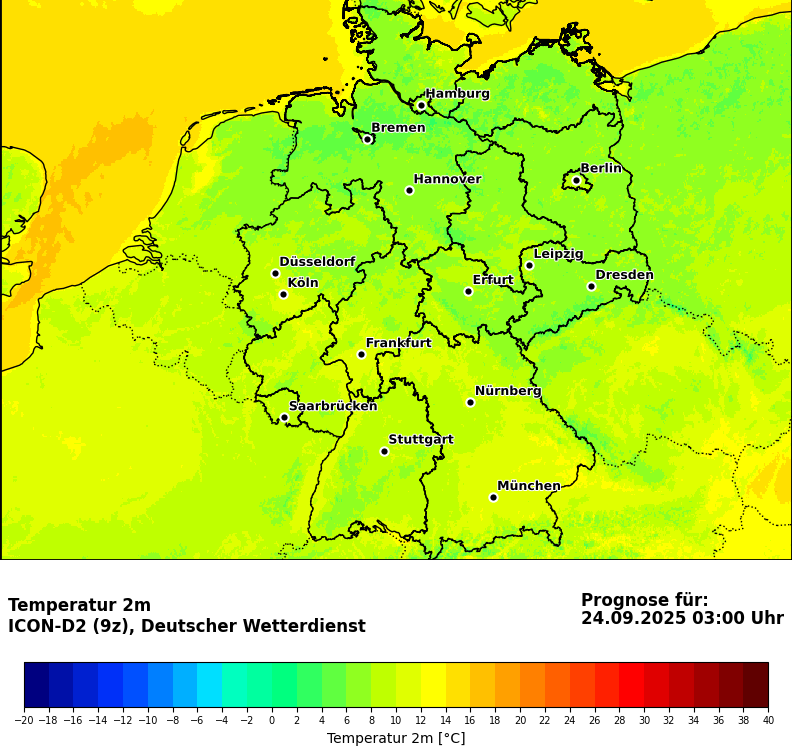 Hamburg
Bremen
Berlin
Hannover
Leipzig
Düsseldorf
Dresden
Köln
Erfurt
Frankfurt
Nürnberg
Saarbrücken
Stuttgart
München
Temperatur 2m
ICON-D2 (9z), Deutscher Wetterdienst
Prognose für:
24.09.2025 03:00 Uhr
−20 −18 −16 −14 −12 −10 −8 −6 −4 −2 0 2 4 6 8 10 12 14 16 18 20 22 24 26 28 30 32 34 36 38 40
Temperatur 2m [°C]